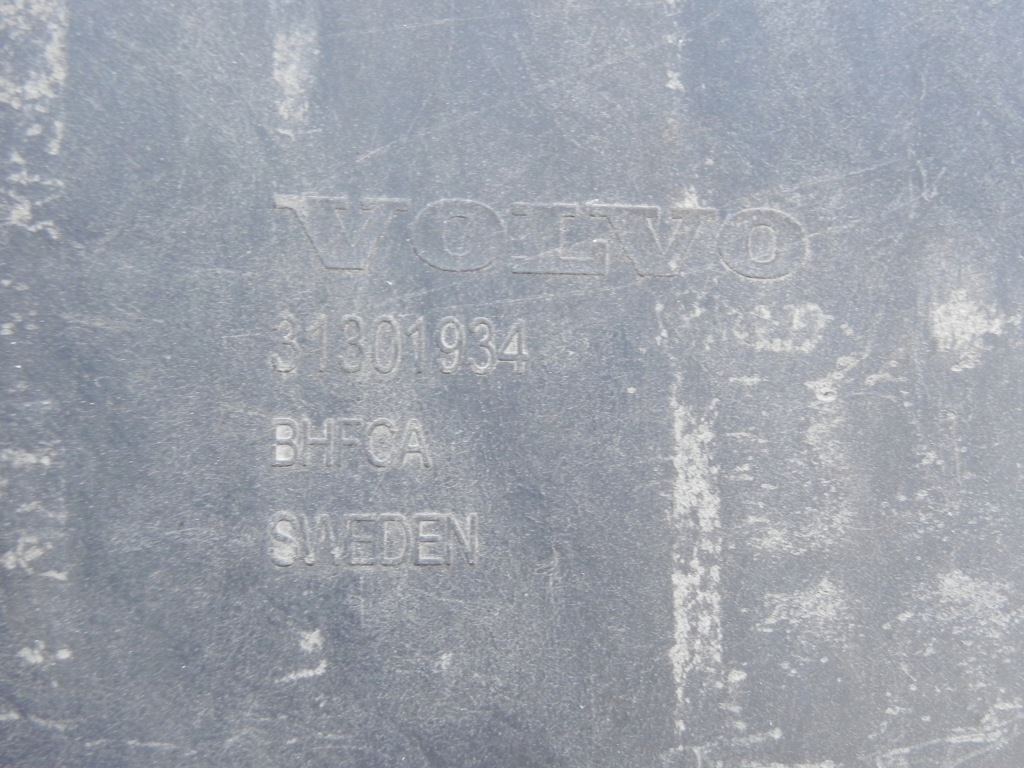 VOLVO
31301934
BHFCA
SWEDEN